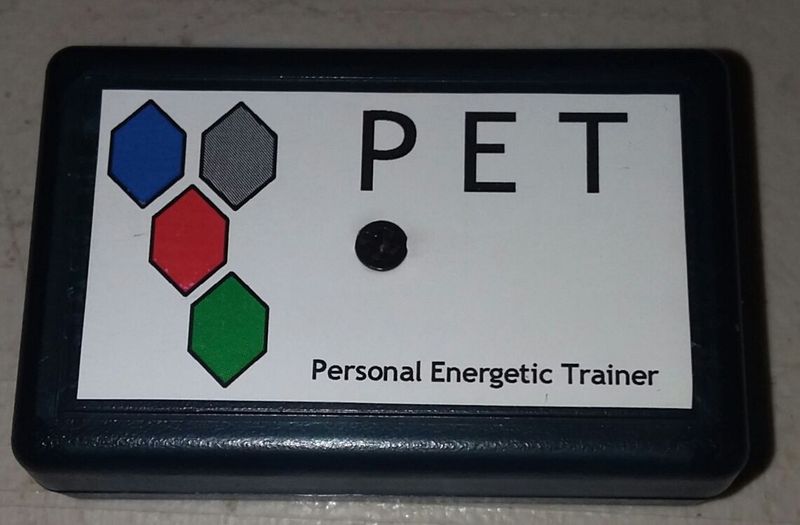 P E T
Personal Energetic Trainer